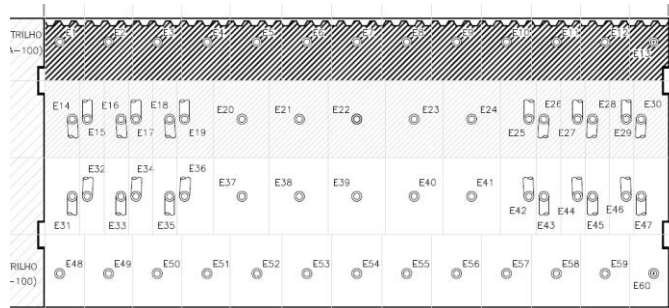 TRILHO
A-100)
E14 E16 E18 E20 E21 E22 E23 E24 E26 E28 E30
E15 E17 E19 E25 E27 E29
E32 E34 E36 E37 E38 E39 E40 E41
E42 E44 E46
E31 E33 E35 E43 E45 E47
TRILHO E48 E49 E50 E51 E52 E53 E54 E55 E56 E57 E58 E59
-100) E60